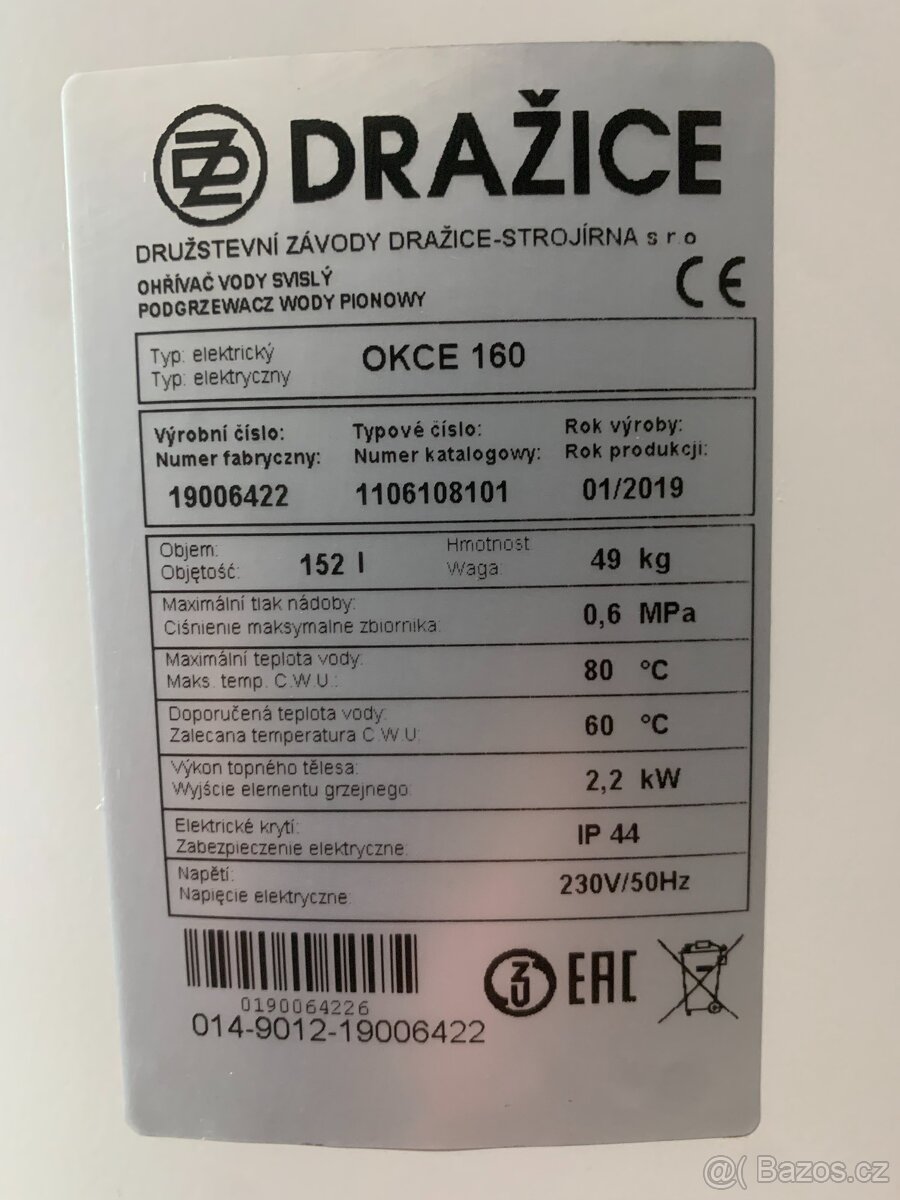 DRAŽICE
DRUŽSTEVNÍ ZÁVODY DRAŽICE-STROJÍRNA s r o
OHŘÍVAČ VODY SVISLÝ
PODGRZEWACZ WODY PIONOWY
CE
Typ: elektrický OKCE 160
Typ: elektryczny
Výrobní číslo: Typové číslo: Rok výroby:
Numer fabryczny: Numer katalogowy: Rok produkcji:
19006422 1106108101 01/2019
Objem: Hmotnost
Objętość: 152 l Waga: 49 kg
Maximální tlak nádoby: 0,6 MPa
Ciśnienie maksymalne zbiornika:
Maximální teplota vody: 80 °C
Maks. temp. C.W.U.:
Doporučená teplota vody: 60 °C
Zalecana temperatura C.W.U:
Výkon topného tělesa: 2,2 kW
Wyjście elementu grzejnego:
Elektrické krytí: IP 44
Zabezpieczenie elektryczne:
Napětí: 230V/50Hz
Napięcie elektryczne:
0190064226
014-9012-19006422
EAC
@( Bazos.cz